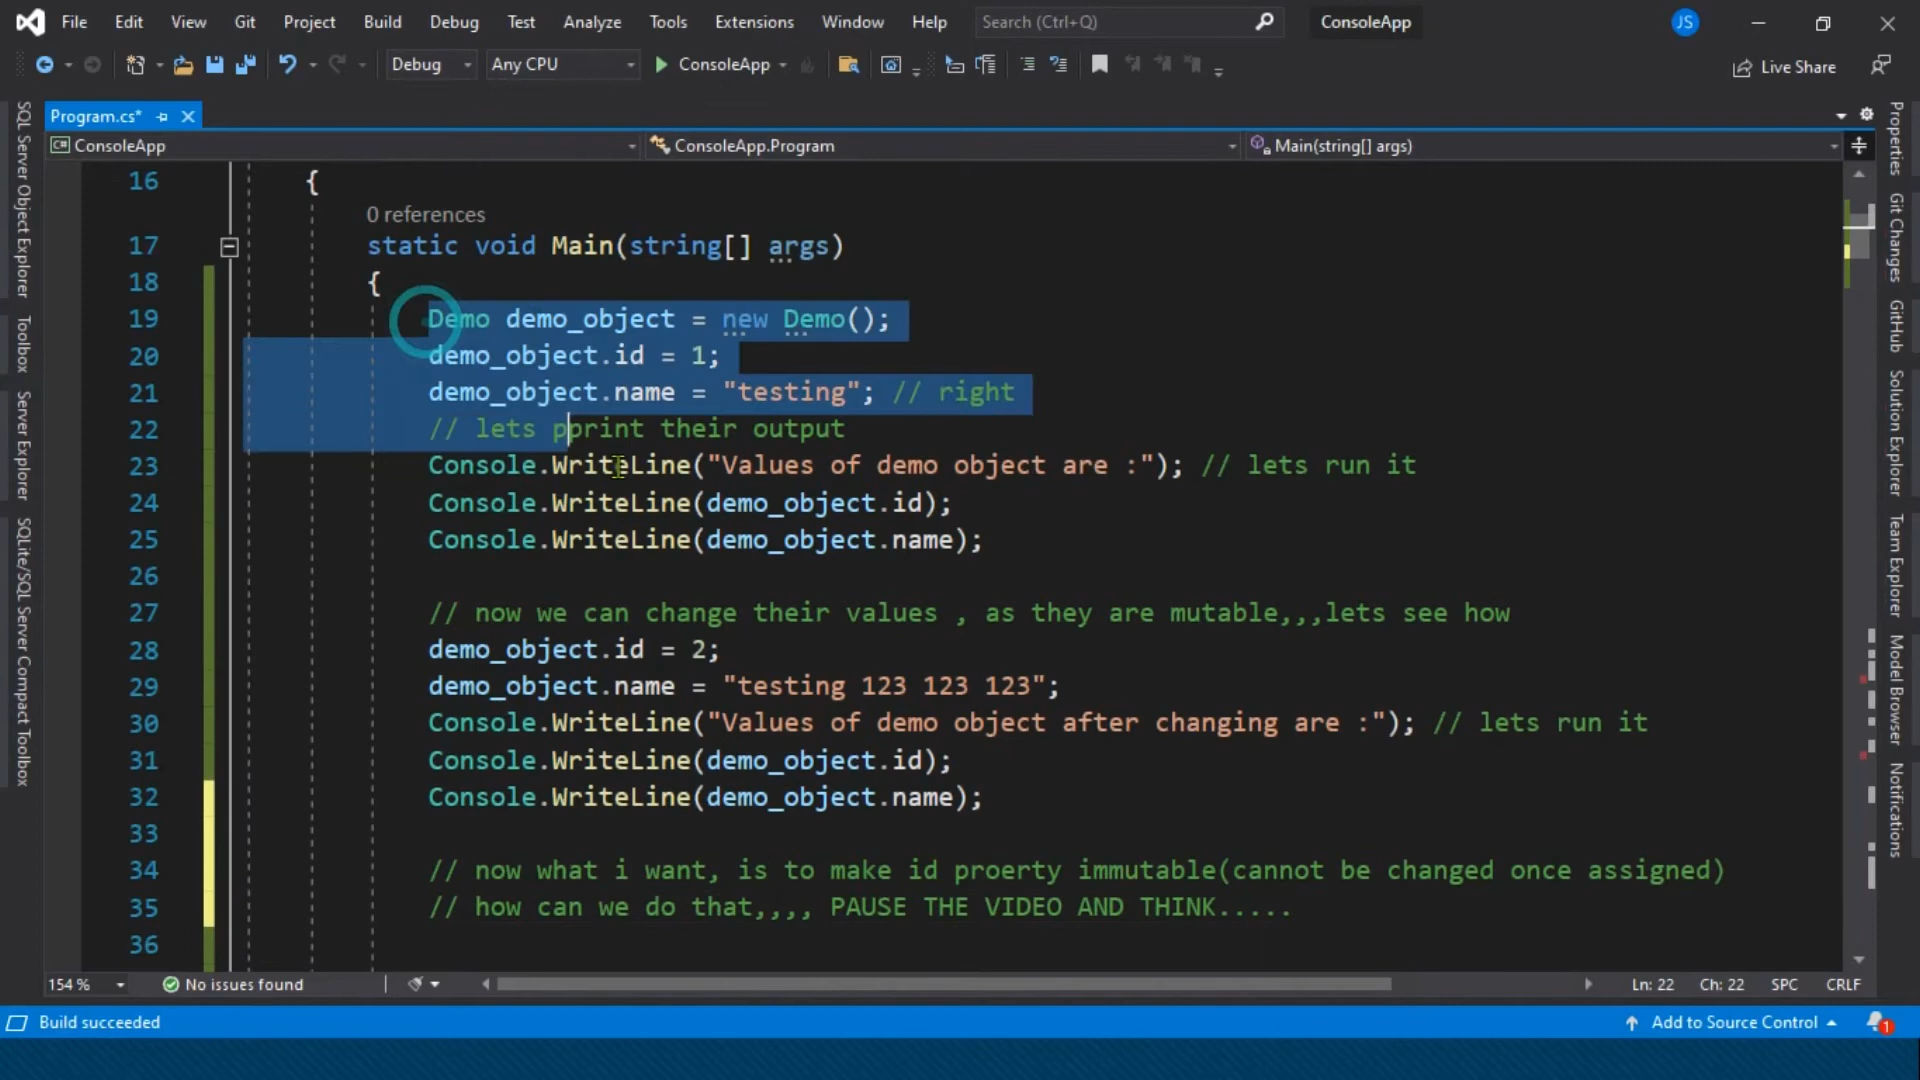 File Edit View Git Project Build Debug Test Analyze Tools Extensions Window Help Search (Ctrl+Q) ConsoleApp JS
Debug Any CPU ConsoleApp Live Share
Program.cs*
C# ConsoleApp ConsoleApp.Program Main(string[] args)
16 {
0 references
17 static void Main(string[] args)
18 {
19 Demo demo_object = new Demo();
20 demo_object.id = 1;
21 demo_object.name = "testing"; // right
22 // lets pprint their output
23 Console.WriteLine("Values of demo object are :"); // lets run it
24 Console.WriteLine(demo_object.id);
25 Console.WriteLine(demo_object.name);
26
27 // now we can change their values , as they are mutable,,,lets see how
28 demo_object.id = 2;
29 demo_object.name = "testing 123 123 123";
30 Console.WriteLine("Values of demo object after changing are :"); // lets run it
31 Console.WriteLine(demo_object.id);
32 Console.WriteLine(demo_object.name);
33
34 // now what i want, is to make id proerty immutable(cannot be changed once assigned)
35 // how can we do that,,,, PAUSE THE VIDEO AND THINK.....
36
154 % No issues found Ln: 22 Ch: 22 SPC CRLF
Build succeeded Add to Source Control 1
SQL Server Object Explorer
Toolbox
Server Explorer
SQLite/SQL Server Compact Toolbox
Properties
Git Changes
GitHub
Solution Explorer
Team Explorer
Model Browser
Notifications